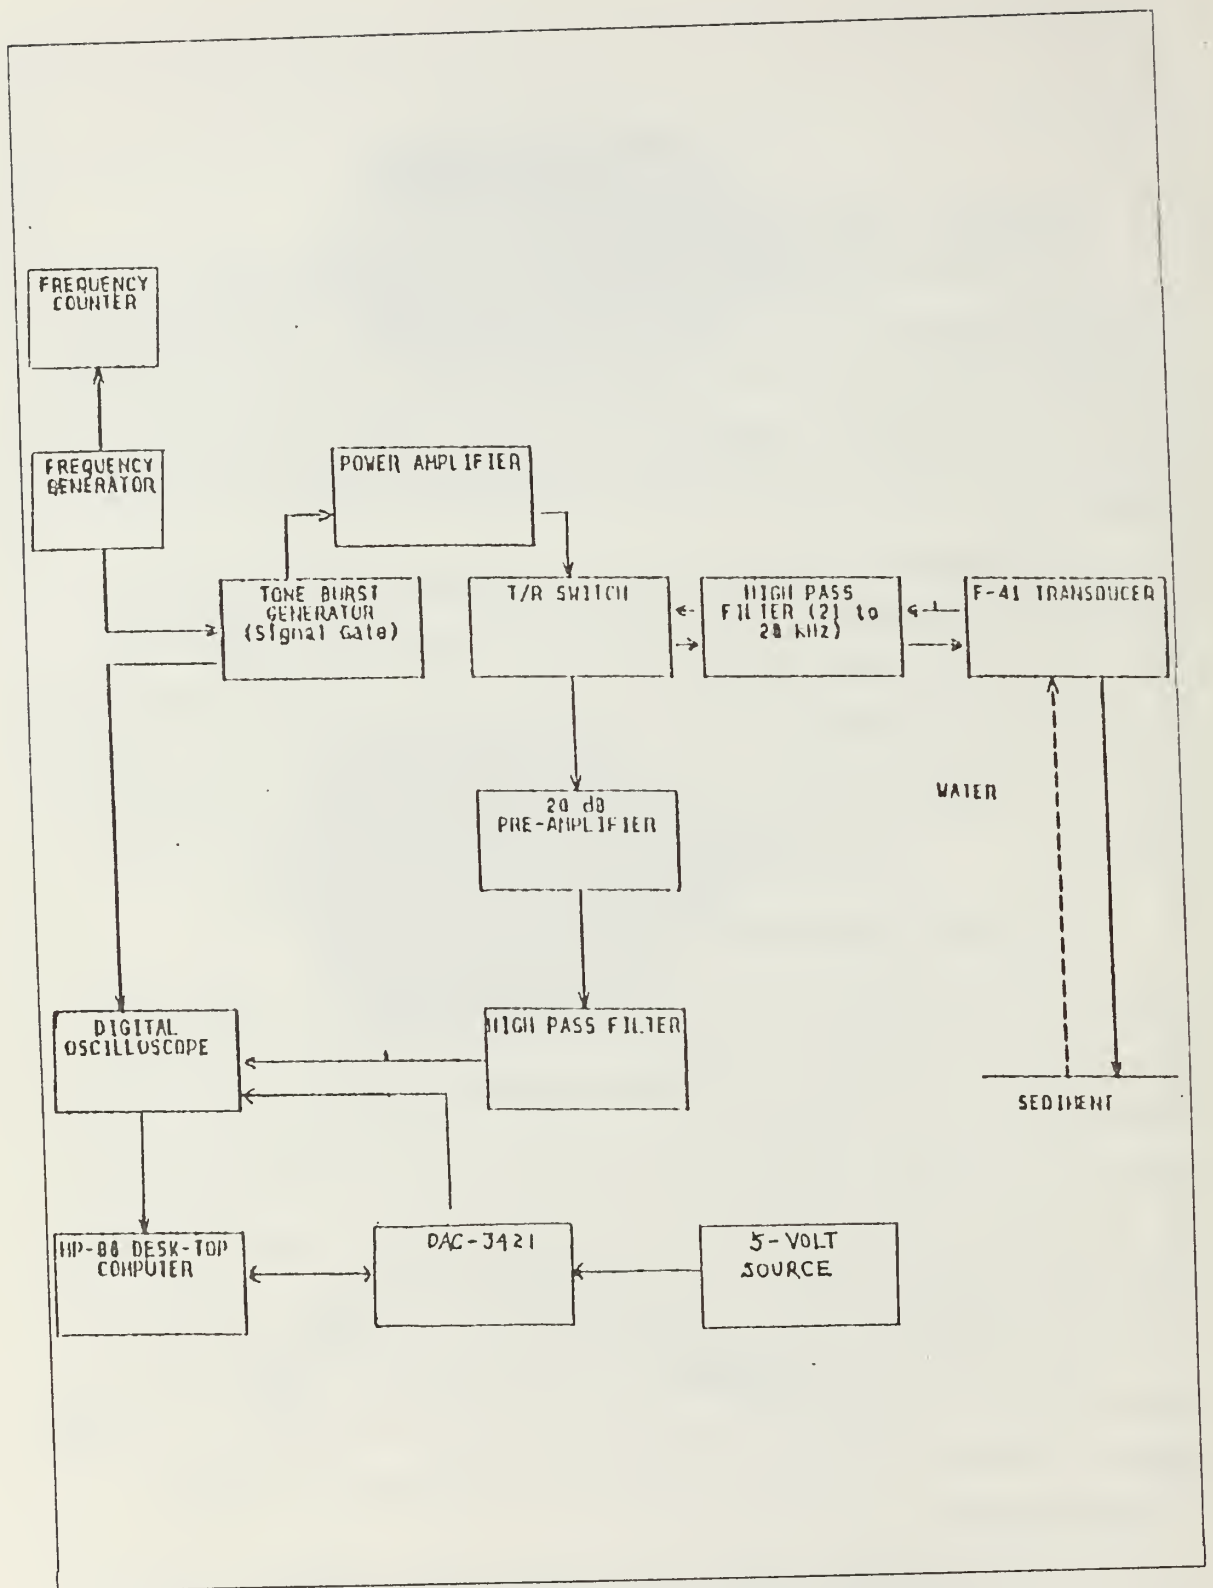 FREQUENCY
COUNTER
FREQUENCY
GENERATOR
POWER AMPLIFIER
TONE BURST
GENERATOR
(Signal Gate)
T/R SWITCH
HIGH PASS
FILTER (21 to
28 kHz)
F-41 TRANSDUCER
20 dB
PRE-AMPLIFIER
WATER
DIGITAL
OSCILLOSCOPE
HIGH PASS FILTER
SEDIMENT
DESK-TOP
COMPUTER
DAC-3421
5-VOLT
SOURCE